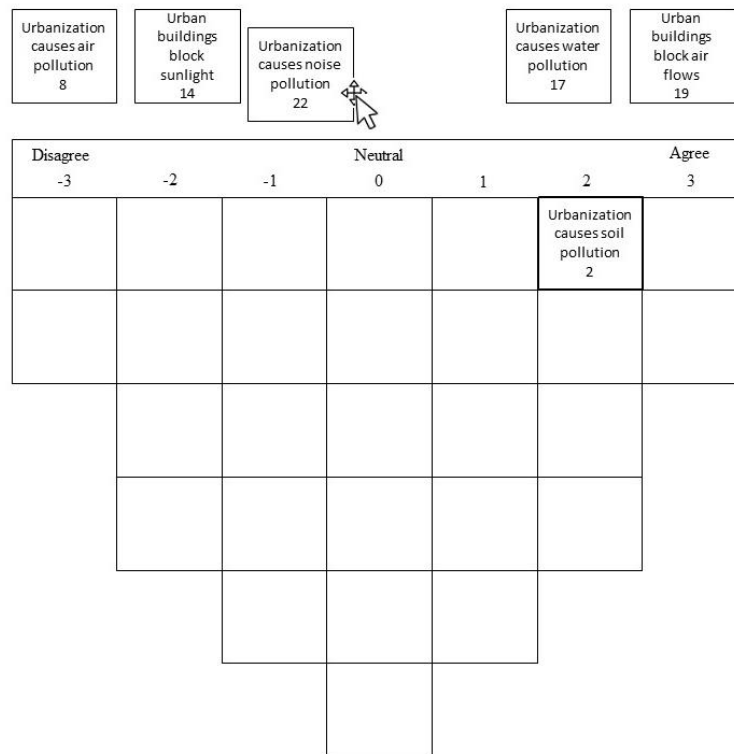 Urbanization
causes air
pollution
8
Urban
buildings
block
sunlight
14
Urbanization
causes noise
pollution
22
Urbanization
causes water
pollution
17
Urban
buildings
block air
flows
19
Disagree Neutral Agree
-3 -2 -1 0 1 2 3
Urbanization
causes soil
pollution
2